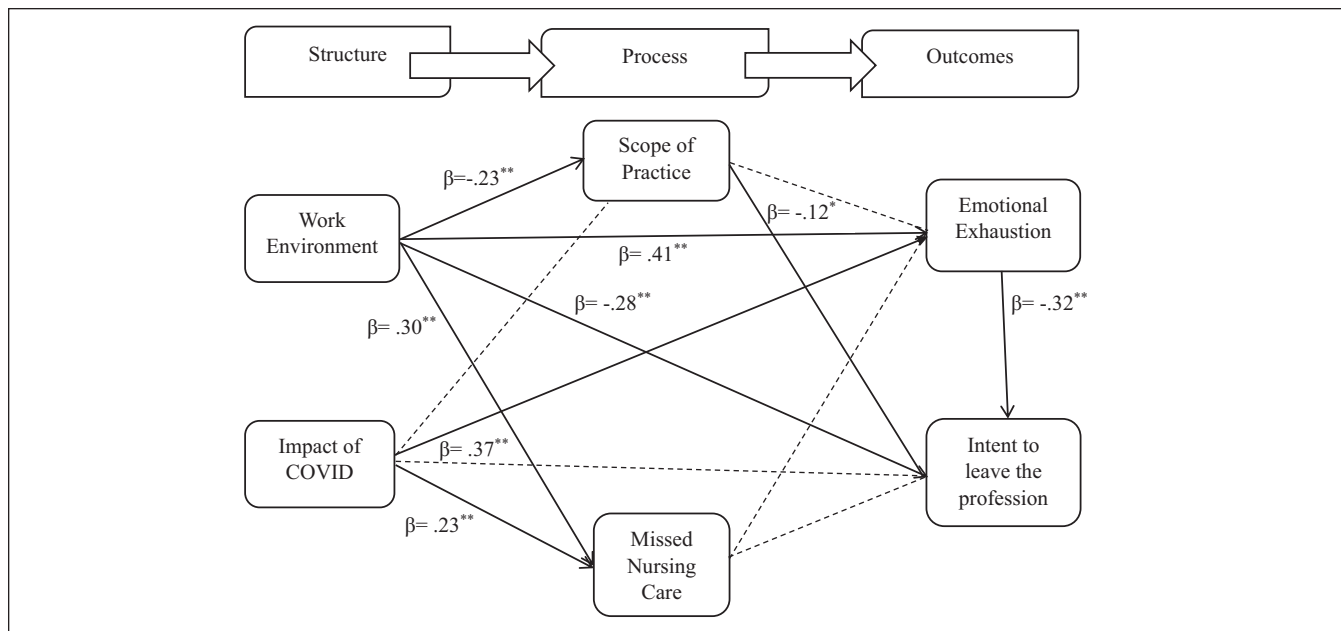 Structure
Process
Outcomes
Scope of
Practice
β=-.23**
Work
Environment
β= -.12*
Emotional
Exhaustion
β= .41**
β= -.28**
β= -.32**
β= .30**
Impact of
COVID
β= .37**
Intent to
leave the
profession
β= .23**
Missed
Nursing
Care